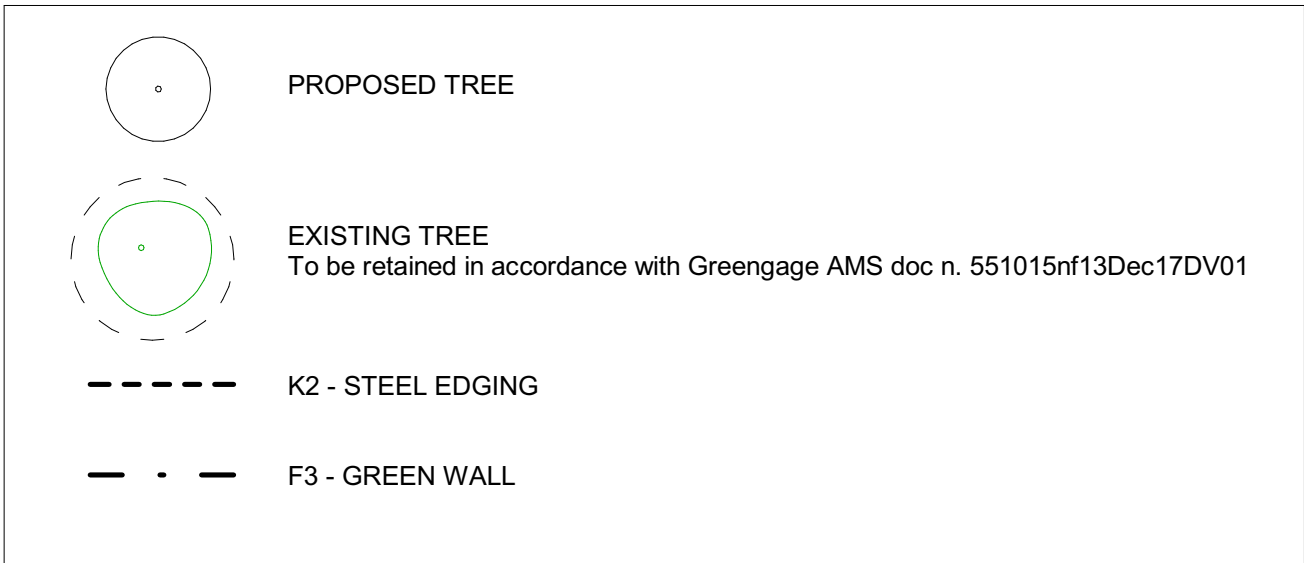 PROPOSED TREE
EXISTING TREE
To be retained in accordance with Greengage AMS doc n. 551015nf13Dec17DV01
K2 - STEEL EDGING
F3 - GREEN WALL